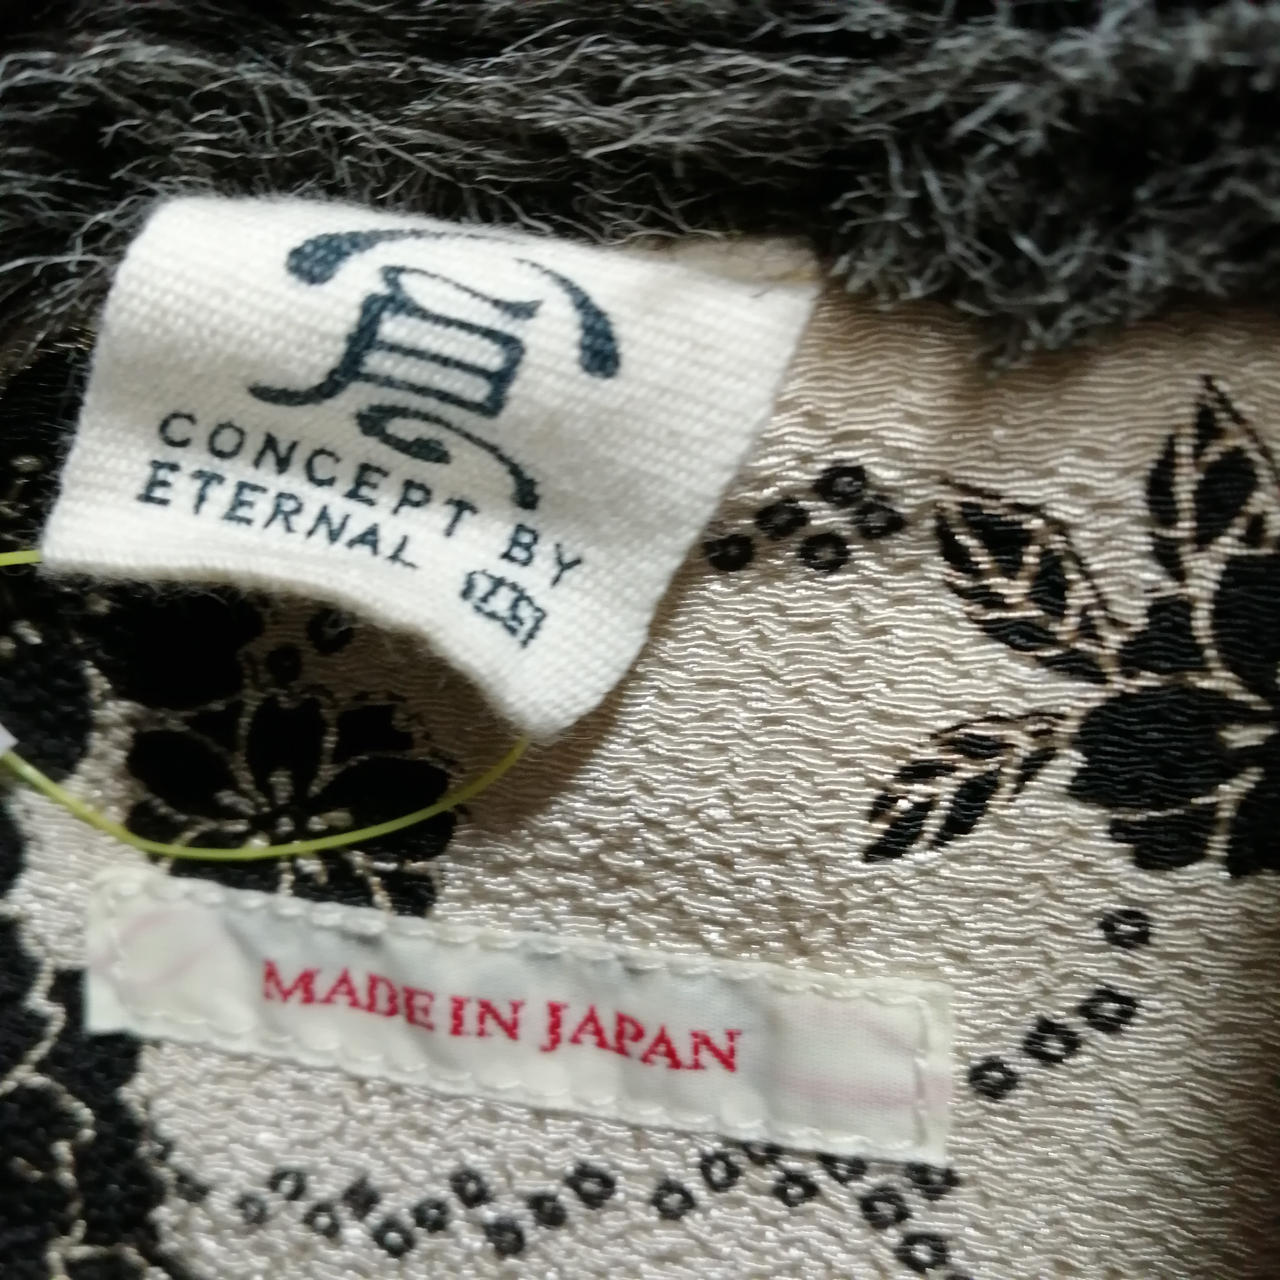 CONCEPT BY
ETERNAL
MADE IN JAPAN